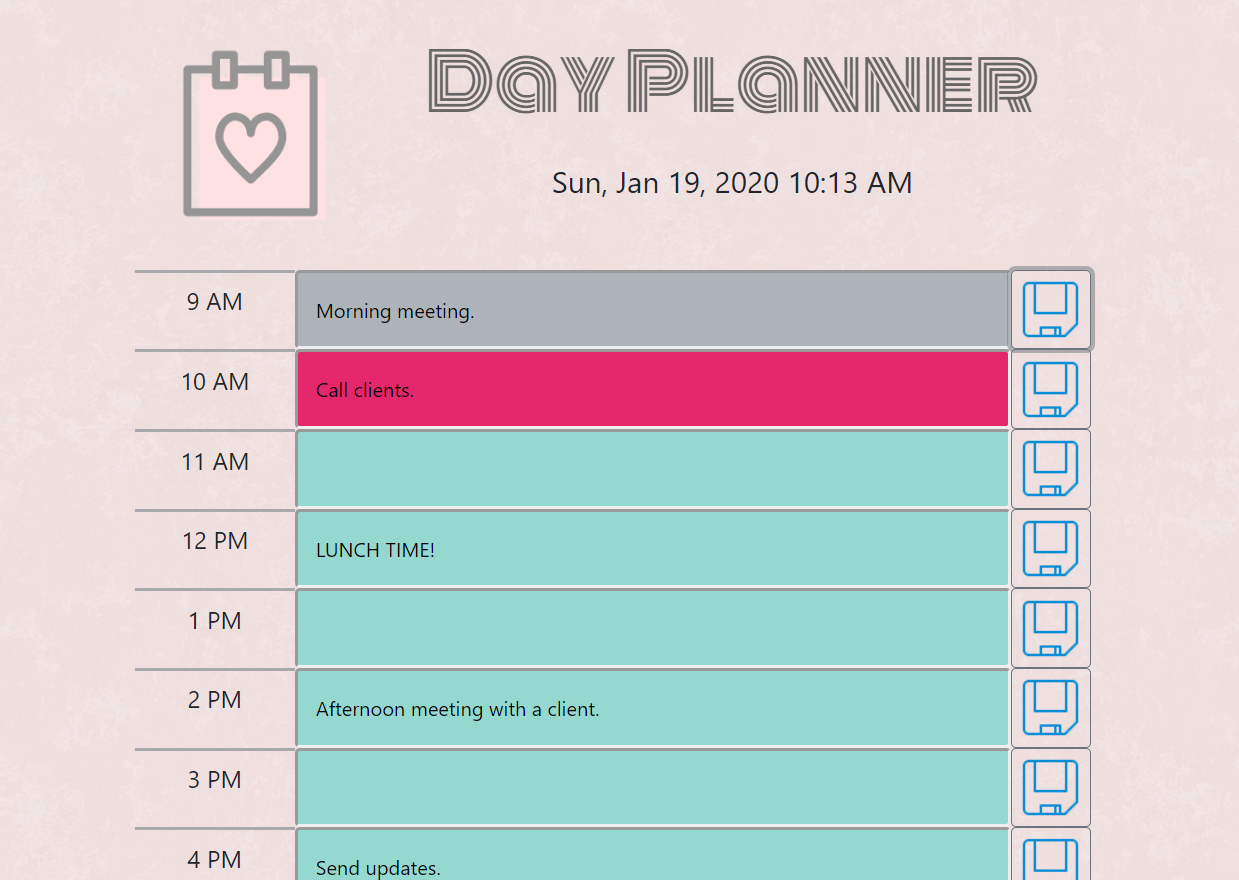 Day Planner
Sun, Jan 19, 2020 10:13 AM
9 AM
Morning meeting.
10 AM
Call clients.
11 AM
12 PM
LUNCH TIME!
1 PM
2 PM
Afternoon meeting with a client.
3 PM
4 PM
Send updates.